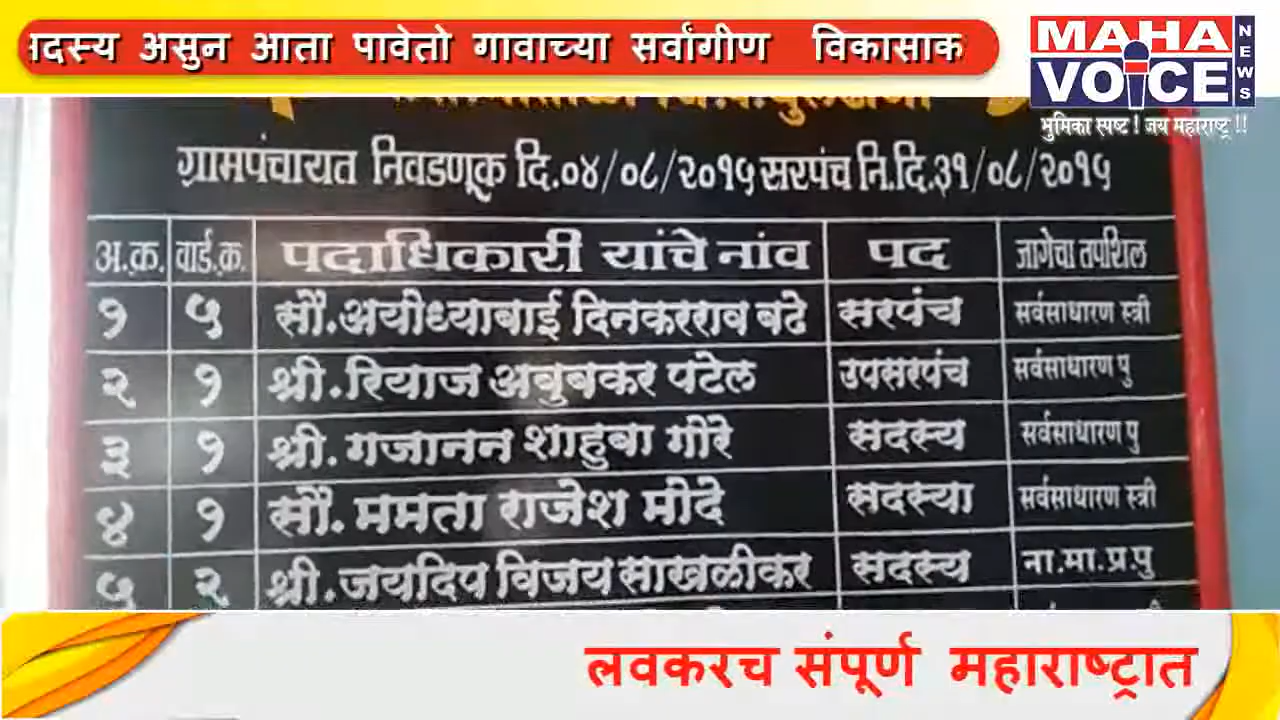 सदस्य असुन आता पावेतो गावाच्या सर्वांगीण विकासाक
MAHA
VOICE
NEWS
भुमिका स्पष्ट ! जय महाराष्ट्र !!
ग्रामपंचायत निवडणूक दि.०४/०८/२०१५ सरपंच नि.दि.३१/०८/२०१५
अ.क्र. वार्ड.क्र. पदाधिकारी यांचे नांव पद जागेचा तपशिल
१ ५ सौ.अयोध्याबाई दिनकरराव बढे सरपंच सर्वसाधारण स्त्री
२ १ श्री.रियाज अबुबकर पटेल उपसरपंच सर्वसाधारण पु
३ १ श्री.गजानन शाहुबा गोरे सदस्य सर्वसाधारण पु
४ १ सौ.ममता राजेश मोदे सदस्या सर्वसाधारण स्त्री
५ २ श्री.जयदिप विजय साखळीकर सदस्य ना.मा.प्र.पु
लवकरच संपूर्ण महाराष्ट्रात